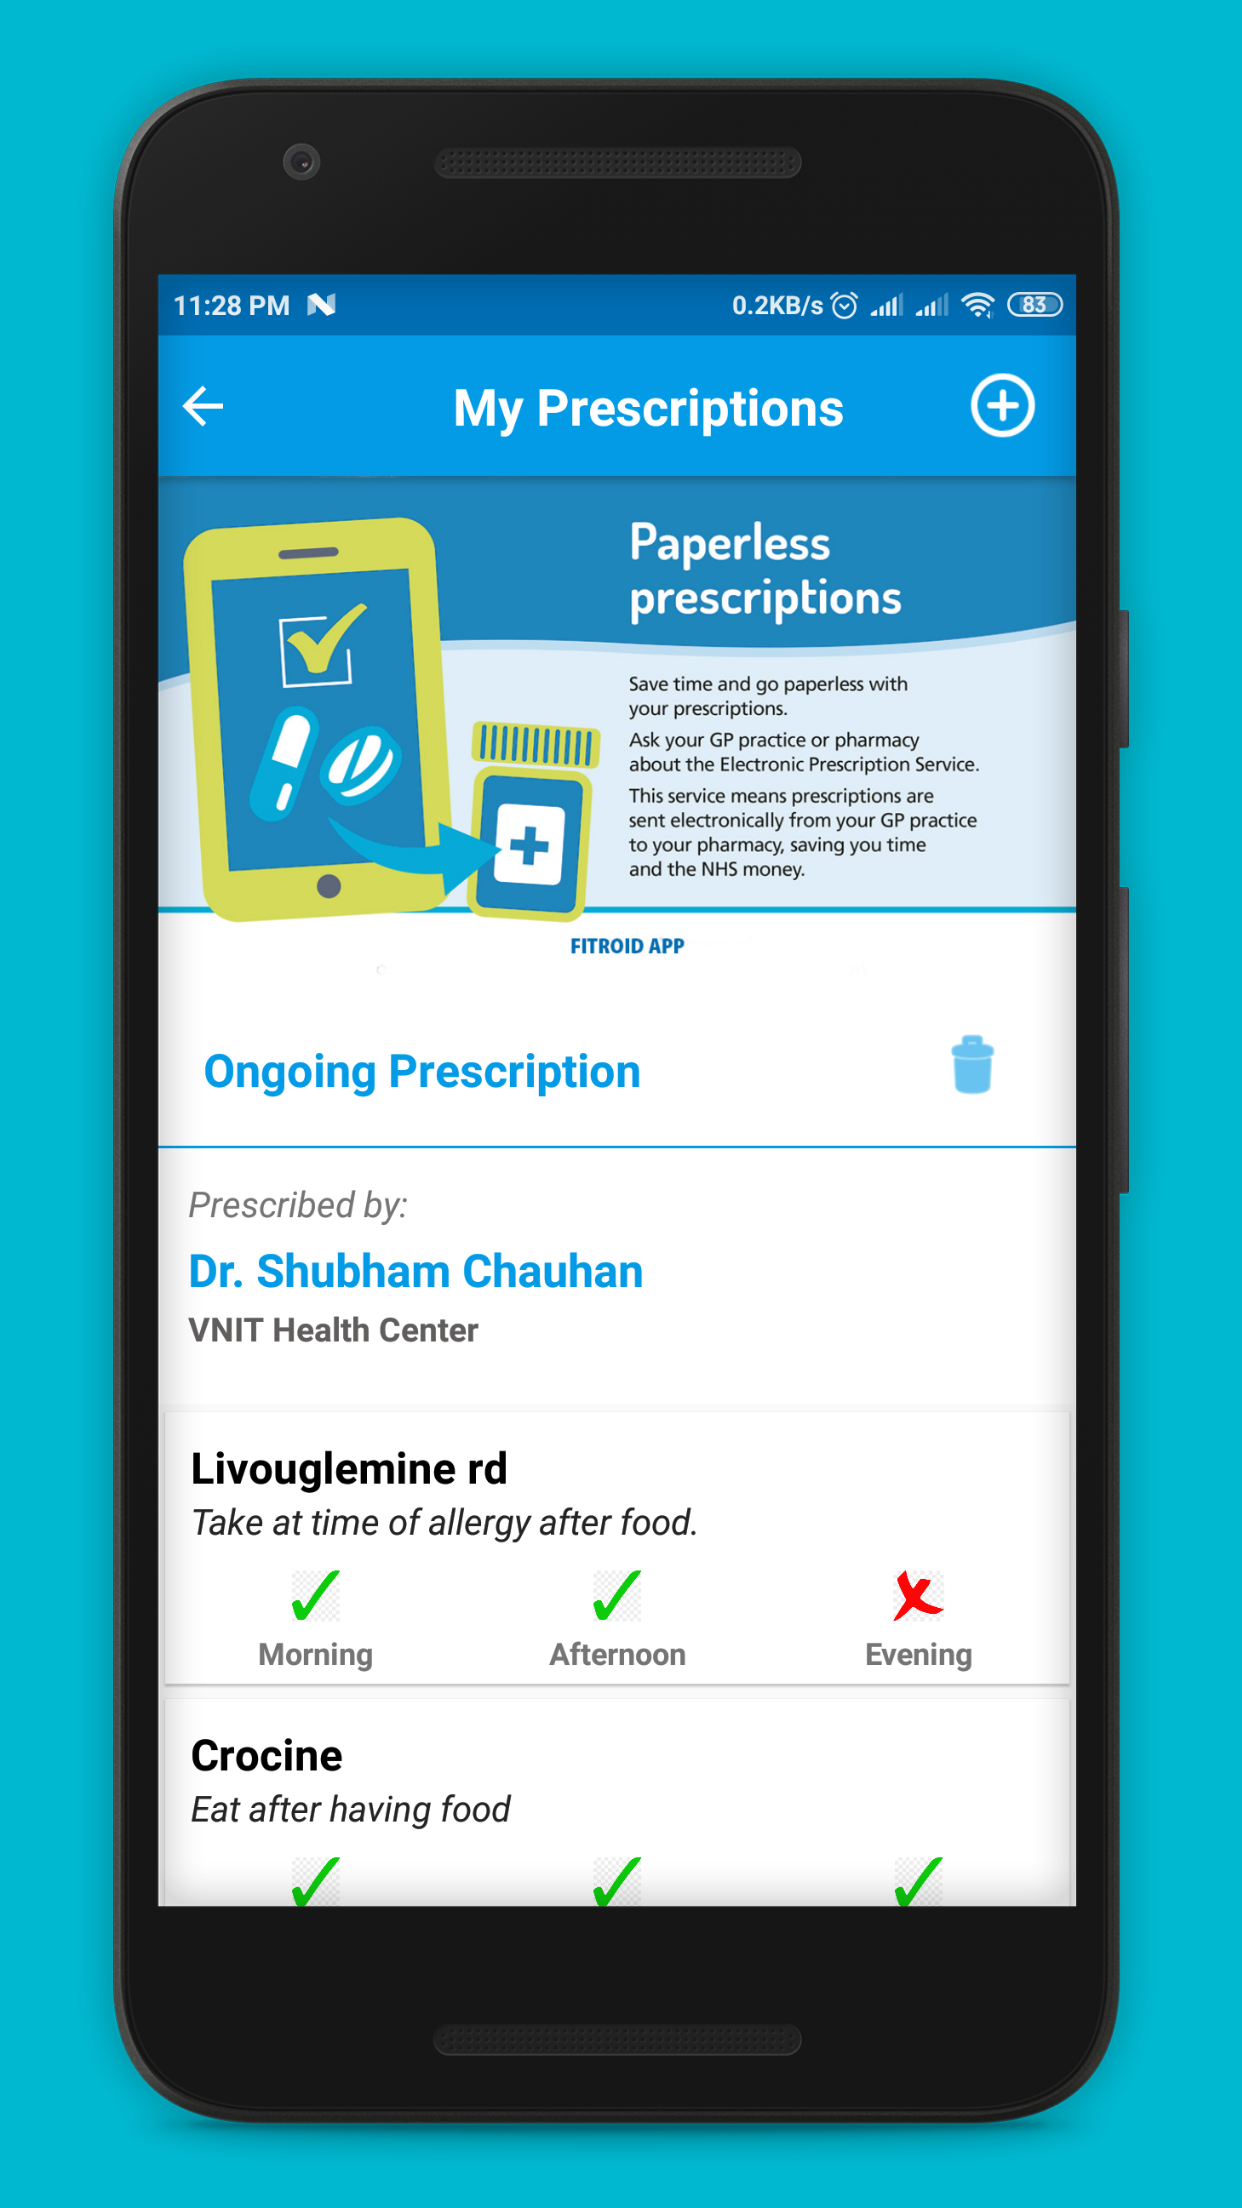 11:28 PM
0.2KB/s
83
My Prescriptions
Paperless
prescriptions
Save time and go paperless with
your prescriptions.
Ask your GP practice or pharmacy
about the Electronic Prescription Service.
This service means prescriptions are
sent electronically from your GP practice
to your pharmacy, saving you time
and the NHS money.
FITROID APP
Ongoing Prescription
Prescribed by:
Dr. Shubham Chauhan
VNIT Health Center
Livouglemine rd
Take at time of allergy after food.
Morning
Afternoon
Evening
Crocine
Eat after having food